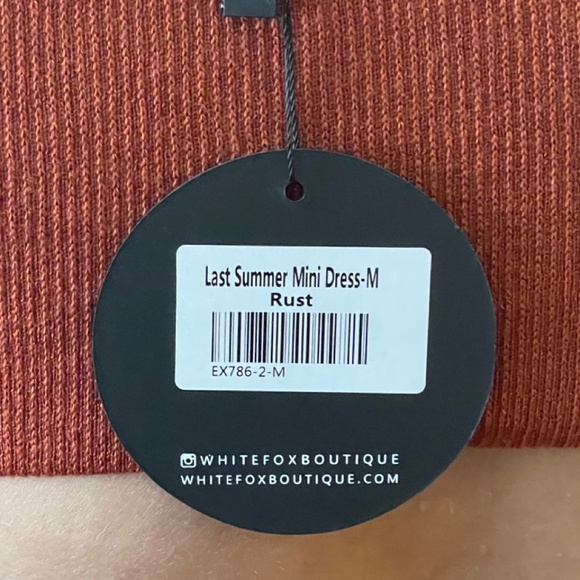 Last Summer Mini Dress-M
Rust
EX786-2-M
WHITEFOXBOUTIQUE
WHITEFOXBOUTIQUE.COM